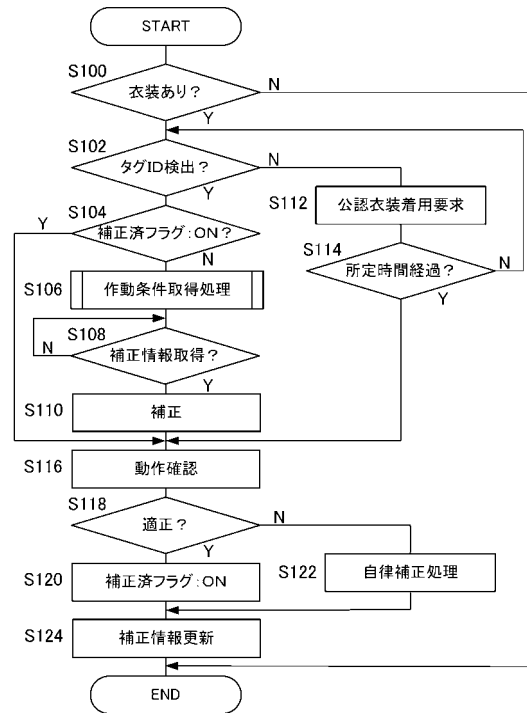 START
S100
衣装あり？
N
Y
S102
タグID検出？
N
Y
S104
Y
補正済フラグ：ON？
N
S112
公認衣装着用要求
S114
所定時間経過？
N
Y
S106
作動条件取得処理
S108
N
補正情報取得？
Y
S110
補正
S116
動作確認
S118
適正？
N
Y
S120
補正済フラグ：ON
S122
自律補正処理
S124
補正情報更新
END